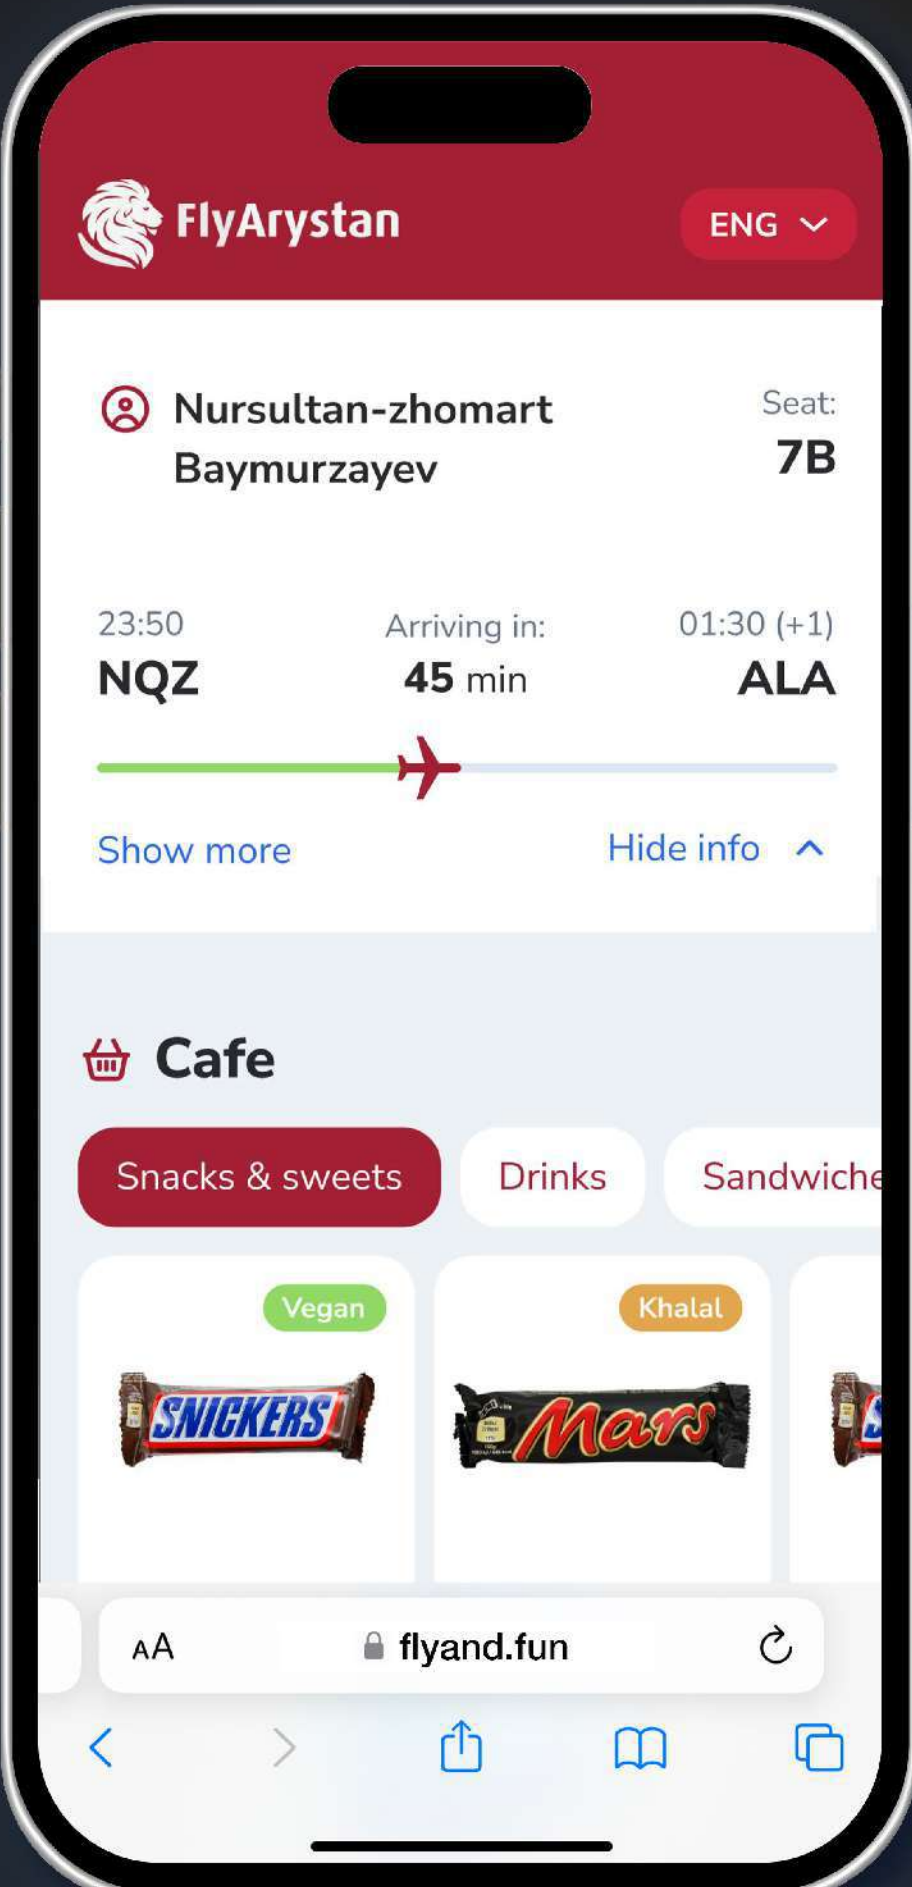 FlyArystan
ENG
Nursultan-zhomart
Baymurzayev
Seat:
7B
23:50
NQZ
Arriving in:
45 min
01:30 (+1)
ALA
Show more
Hide info
Cafe
Snacks & sweets
Drinks
Sandwiche
Vegan
SNICKERS
Khalal
Mars
S
AA
flyand.fun